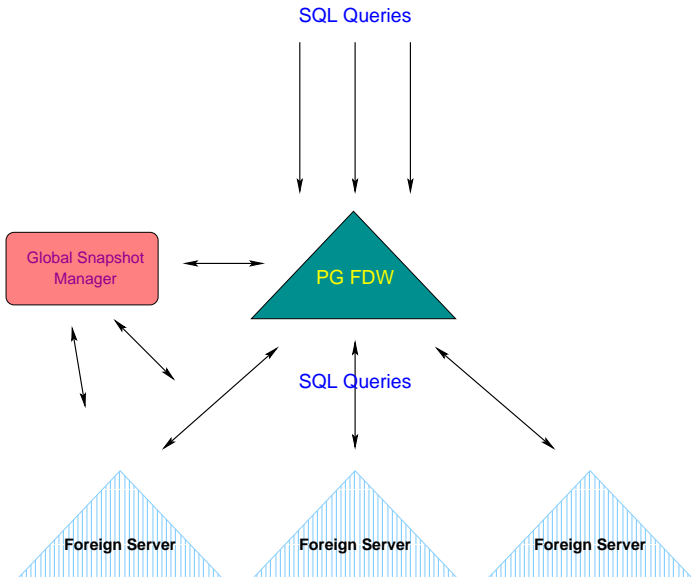 SQL Queries
Global Snapshot
Manager
PG FDW
SQL Queries
Foreign Server
Foreign Server
Foreign Server